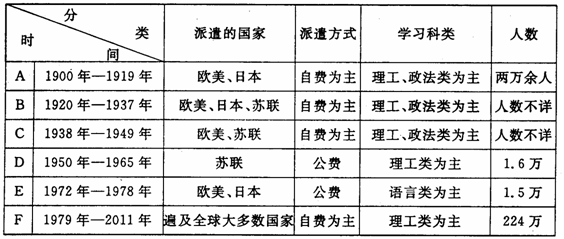 分 类 派遣的国家 派遣方式 学习科类 人数
时 间
A 1900 年—1919 年 欧美、日本 自费为主 理工、政法类为主 两万余人
B 1920 年—1937 年 欧美、日本、苏联 自费为主 理工、政法类为主 人数不详
C 1938 年—1949 年 欧美、苏联 自费为主 理工、政法类为主 人数不详
D 1950 年—1965 年 苏联 公费 理工类为主 1.6 万
E 1972 年—1978 年 欧美、日本 公费 语言类为主 1.5 万
F 1979 年—2011 年 遍及全球大多数国家 自费为主 理工类为主 224 万